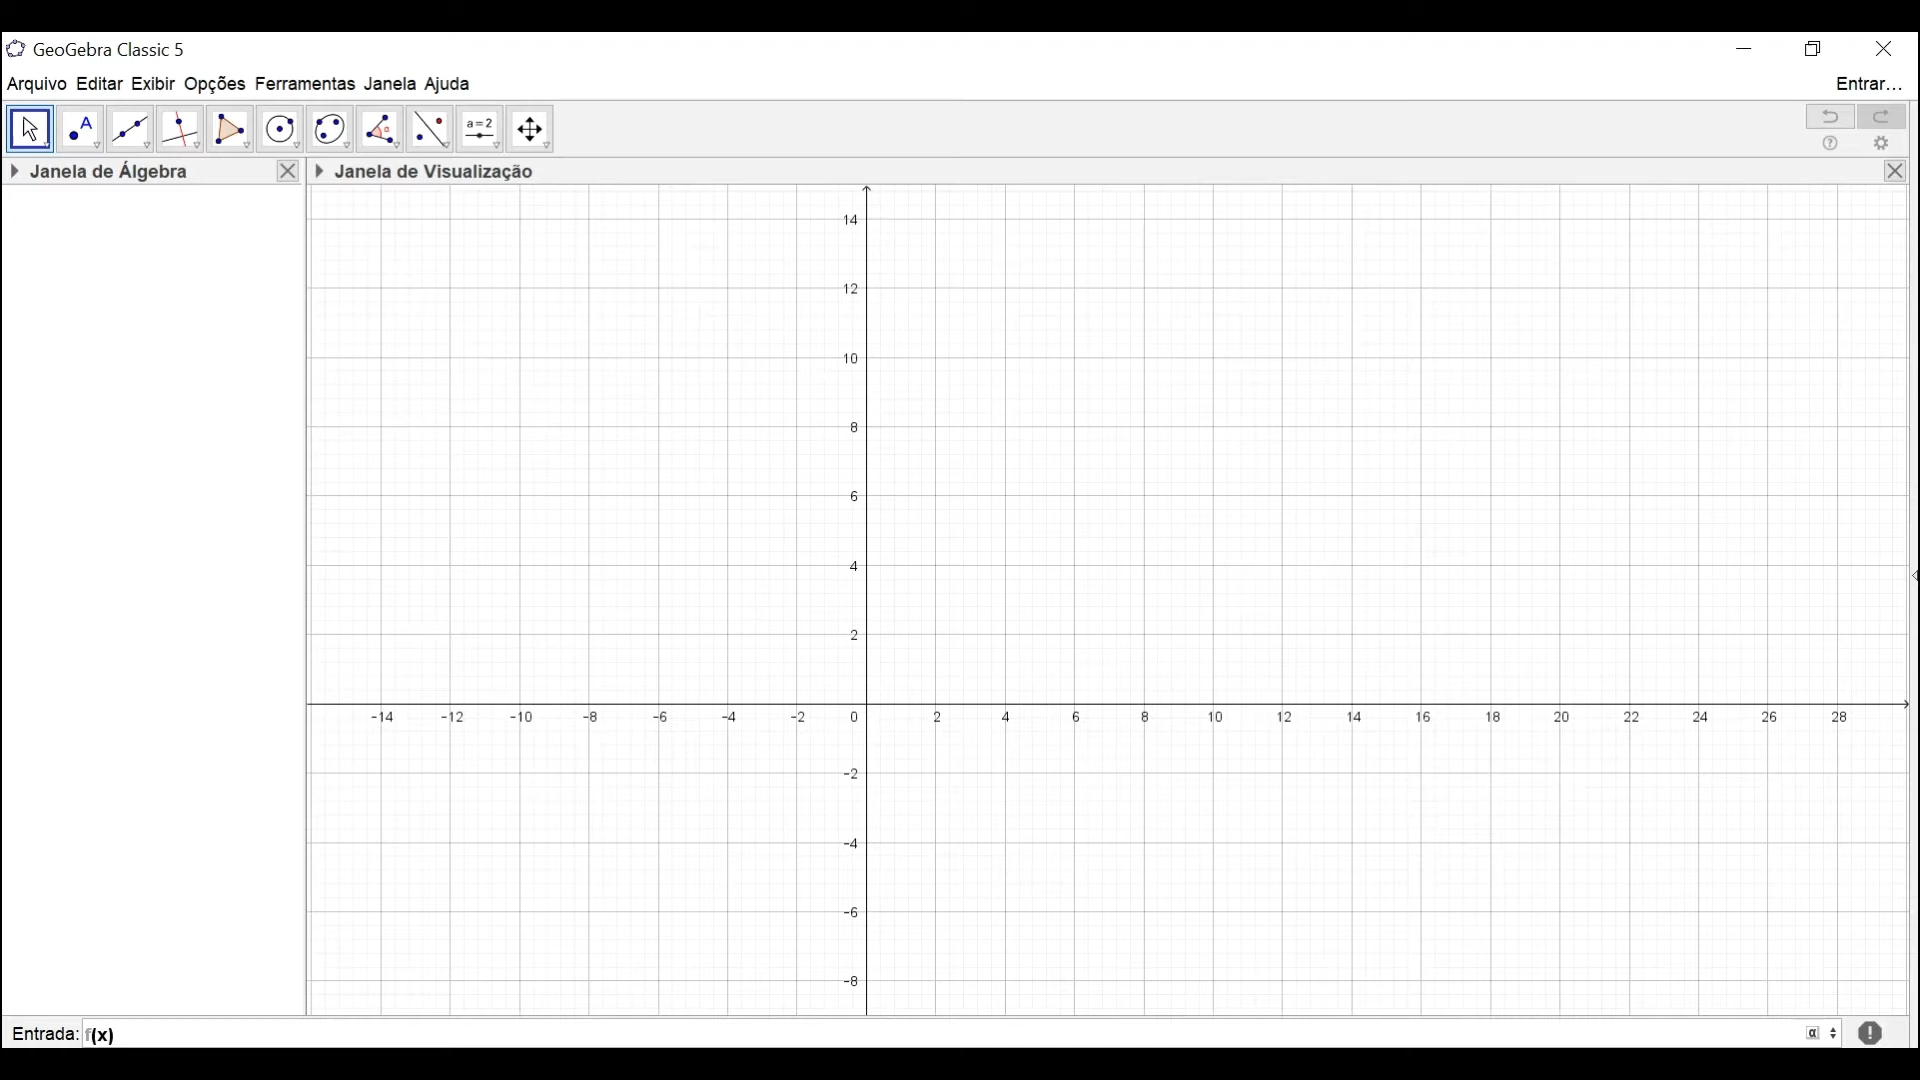 GeoGebra Classic 5
Arquivo Editar Exibir Opções Ferramentas Janela Ajuda Entrar...
A
α
a=2
Janela de Álgebra
Janela de Visualização
14
12
10
8
6
4
2
-14 -12 -10 -8 -6 -4 -2 0 2 4 6 8 10 12 14 16 18 20 22 24 26 28
-2
-4
-6
-8
Entrada: f(x) α